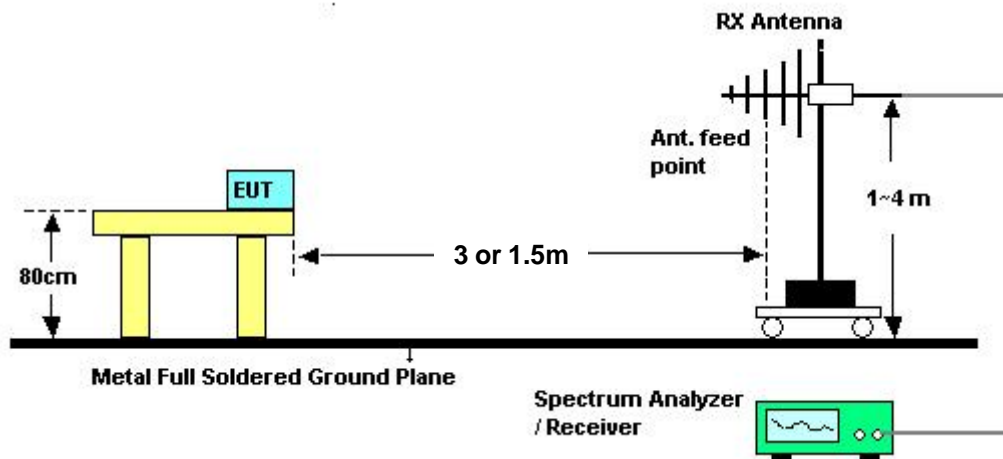 RX Antenna
Ant. feed
point
EUT
1~4 m
3 or 1.5m
80cm
Metal Full Soldered Ground Plane
Spectrum Analyzer
/ Receiver